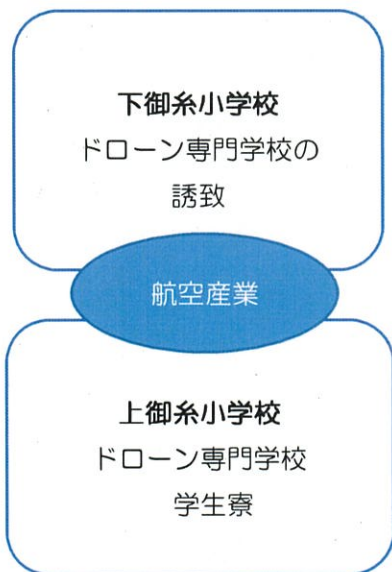 下御糸小学校
ドローン専門学校の
誘致
航空産業
上御糸小学校
ドローン専門学校
学生寮